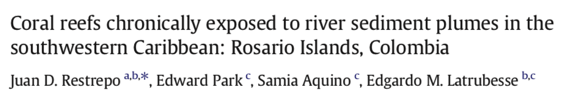 Coral reefs chronically exposed to river sediment plumes in the
southwestern Caribbean: Rosario Islands, Colombia
Juan D. Restrepo a,b,*, Edward Park c, Samia Aquino c, Edgardo M. Latrubesse b,c